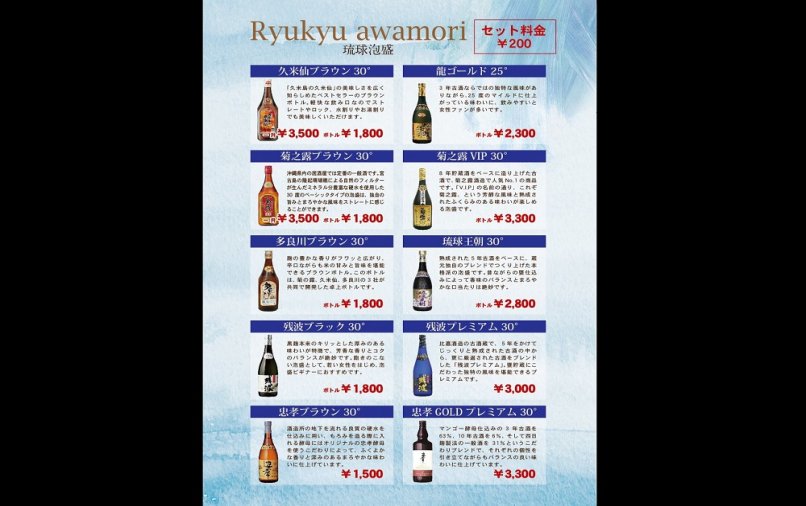 Ryukyu awamori
琉球泡盛
セット料金
￥200
久米仙ブラウン 30°
「久米島の久米仙」の美味しさを広く
知らしめたベストセラーのブラウン
ボトル。軽快な飲み口なのでスト
レートやロック、水割りやお湯割り
でも美味しくいただけます。
￥3,500 ボトル ￥1,800
龍ゴールド 25°
3年古酒ならではの独特な風味があ
りながら、25度のマイルドに仕上
がっている味わいに、飲みやすいと
女性ファンが多いです。
ボトル ￥2,300
菊之露ブラウン 30°
沖縄県内の居酒屋では定番の一般酒です。宮
古島の隆起珊瑚礁による自然のフィルター
が生んだミネラル分豊富な硬水を使用した
30度のベーシックタイプの泡盛は、独自の
旨みとまろやかな風味をストレートに感じ
ることができます。
￥3,500 ボトル ￥1,800
菊之露 VIP 30°
8年貯蔵酒をベースに造り上げた古
酒で、菊之露酒造で人気No.1の商品
です。「V.I.P」の名前の通り、これぞ
菊之露、という芳醇な風味と熟成さ
れたふくらみのある味わいが楽しめ
る泡盛です。
ボトル ￥3,300
多良川ブラウン 30°
麹の豊かな香りがフワッと広がり、
辛口ながらも米の甘みと旨味を堪能
できるブラウンボトル。このボトル
は、菊の露、久米仙、多良川の3社が
共同で開発した卓上ボトルです。
ボトル ￥1,800
琉球王朝 30°
熟成された5年古酒をベースに、蔵
元独自のブレンドでつくり上げた本
格派の泡盛です。昔ながらの甕仕込
みによって香味のバランスとまろや
かな口当たりは絶妙です。
ボトル ￥2,800
残波ブラック 30°
黒麹本来のキリッとした厚みのある
味わいが特徴で、芳香な香りとコク
のバランスが絶妙です。飽きのこな
い泡盛として、若い女性をはじめ、泡
盛ビギナーにおすすめです。
ボトル ￥1,800
残波プレミアム 30°
比嘉酒造の古酒蔵で、5年をかけて
じっくりと熟成された古酒の中か
ら、更に厳選された古酒をブレンド
した「残波プレミアム」。甕貯蔵にこ
だわった独特の風味を堪能できるプ
レミアムです。
￥3,000
忠孝ブラウン 30°
酒造所の地下を流れる良質の硬水を
仕込みに用い、もろみを造る際に入
れる酵母にはオリジナルの忠孝酵母
を使うこだわりによって、ふくよか
な香りと深みのあるまろやかな味わ
いに仕上げています。
￥1,500
忠孝 GOLD プレミアム 30°
マンゴー酵母仕込みの3年古酒を
63%、10年古酒を6%、そして四日
麹製法の一般酒を31%というこだ
わりブレンドで、それぞれの個性を
引き立てながらもバランスの良い味
わいに仕上げています。
￥3,300